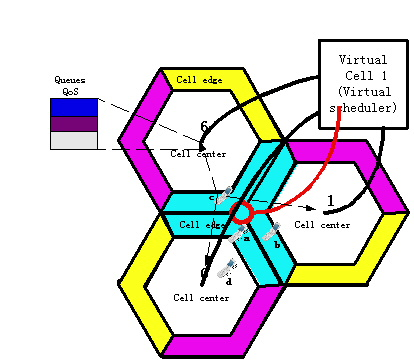 Virtual
Cell 1
(Virtual
scheduler)
Queues
QoS
Cell edge
6
Cell center
c
1
Cell edge
a
b
Cell center
d
Cell center